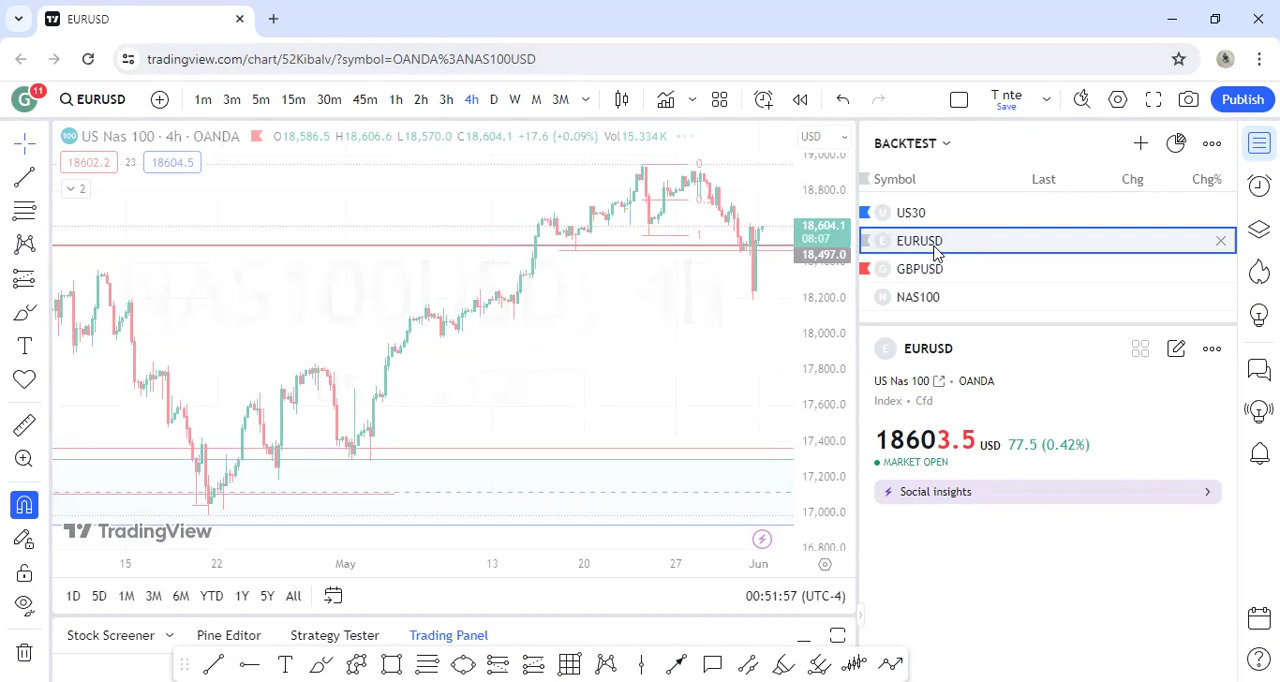 EURUSD
tradingview.com/chart/52Kibalv/?symbol=OANDA%3ANAS100USD
G 11 EURUSD 1m 3m 5m 15m 30m 45m 1h 2h 3h 4h D W M 3M T nte Save Publish
100 US Nas 100 · 4h · OANDA O18,586.5 H18,606.6 L18,570.0 C18,604.1 +17.6 (+0.09%) Vol15.334K USD
18602.2 23 18604.5
2
NAS100USD, 4h
0
0.
1
19,000.0
18,800.0
18,604.1
08:07
18,497.0
18,200.0
18,000.0
17,800.0
17,600.0
17,400.0
17,200.0
17,000.0
16,800.0
TradingView
15 22 May 13 20 27 Jun
1D 5D 1M 3M 6M YTD 1Y 5Y All 00:51:57 (UTC-4)
Stock Screener Pine Editor Strategy Tester Trading Panel
BACKTEST
Symbol Last Chg Chg%
U US30
E EURUSD
G GBPUSD
N NAS100
E EURUSD
US Nas 100 · OANDA
Index · Cfd
18603.5 USD 77.5 (0.42%)
MARKET OPEN
Social insights